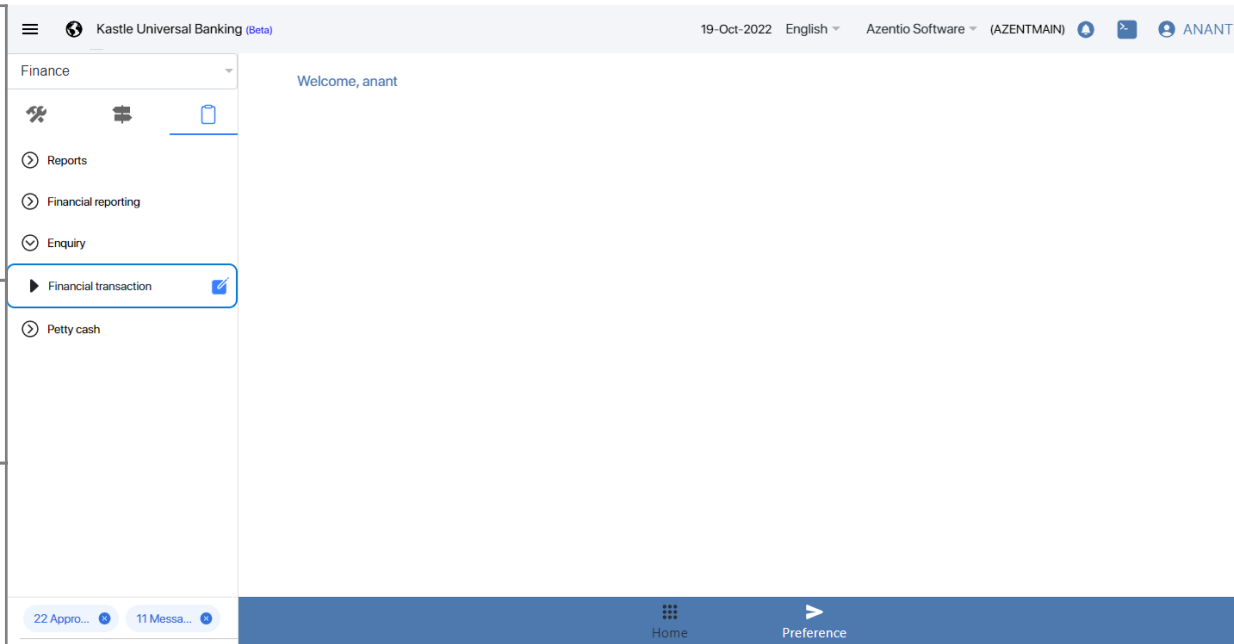 Kastle Universal Banking (Beta)
19-Oct-2022 English Azentio Software (AZENTMAIN) ANANT
Finance
Welcome, anant
Reports
Financial reporting
Enquiry
Financial transaction
Petty cash
22 Appro... 11 Messa...
Home Preference